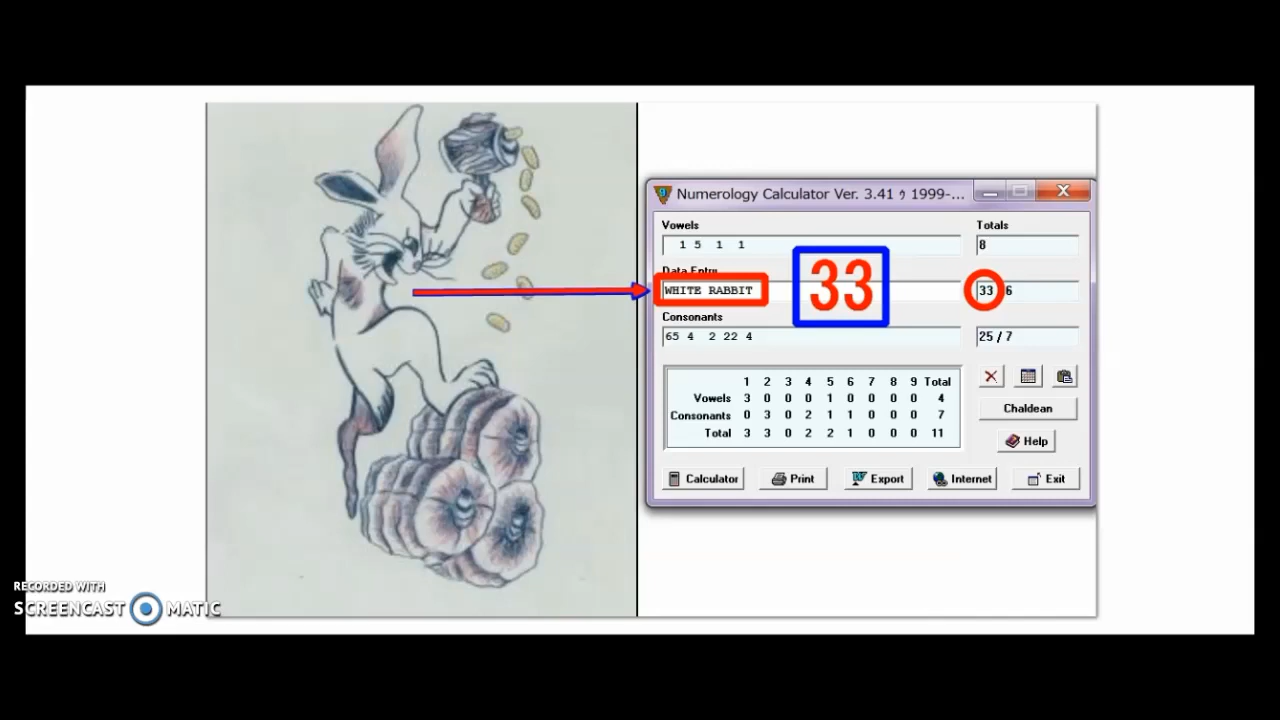 Numerology Calculator Ver. 3.41 ｩ 1999-...
Vowels Totals
1 5 1 1 8
Data Entry
WHITE RABBIT 33 33 6
Consonants
65 4 2 22 4 25 / 7
1 2 3 4 5 6 7 8 9 Total
Vowels 3 0 0 0 1 0 0 0 0 4
Consonants 0 3 0 2 1 1 0 0 0 7
Total 3 3 0 2 2 1 0 0 0 11
Chaldean
Help
Calculator Print Export Internet Exit
RECORDED WITH
SCREENCAST MATIC